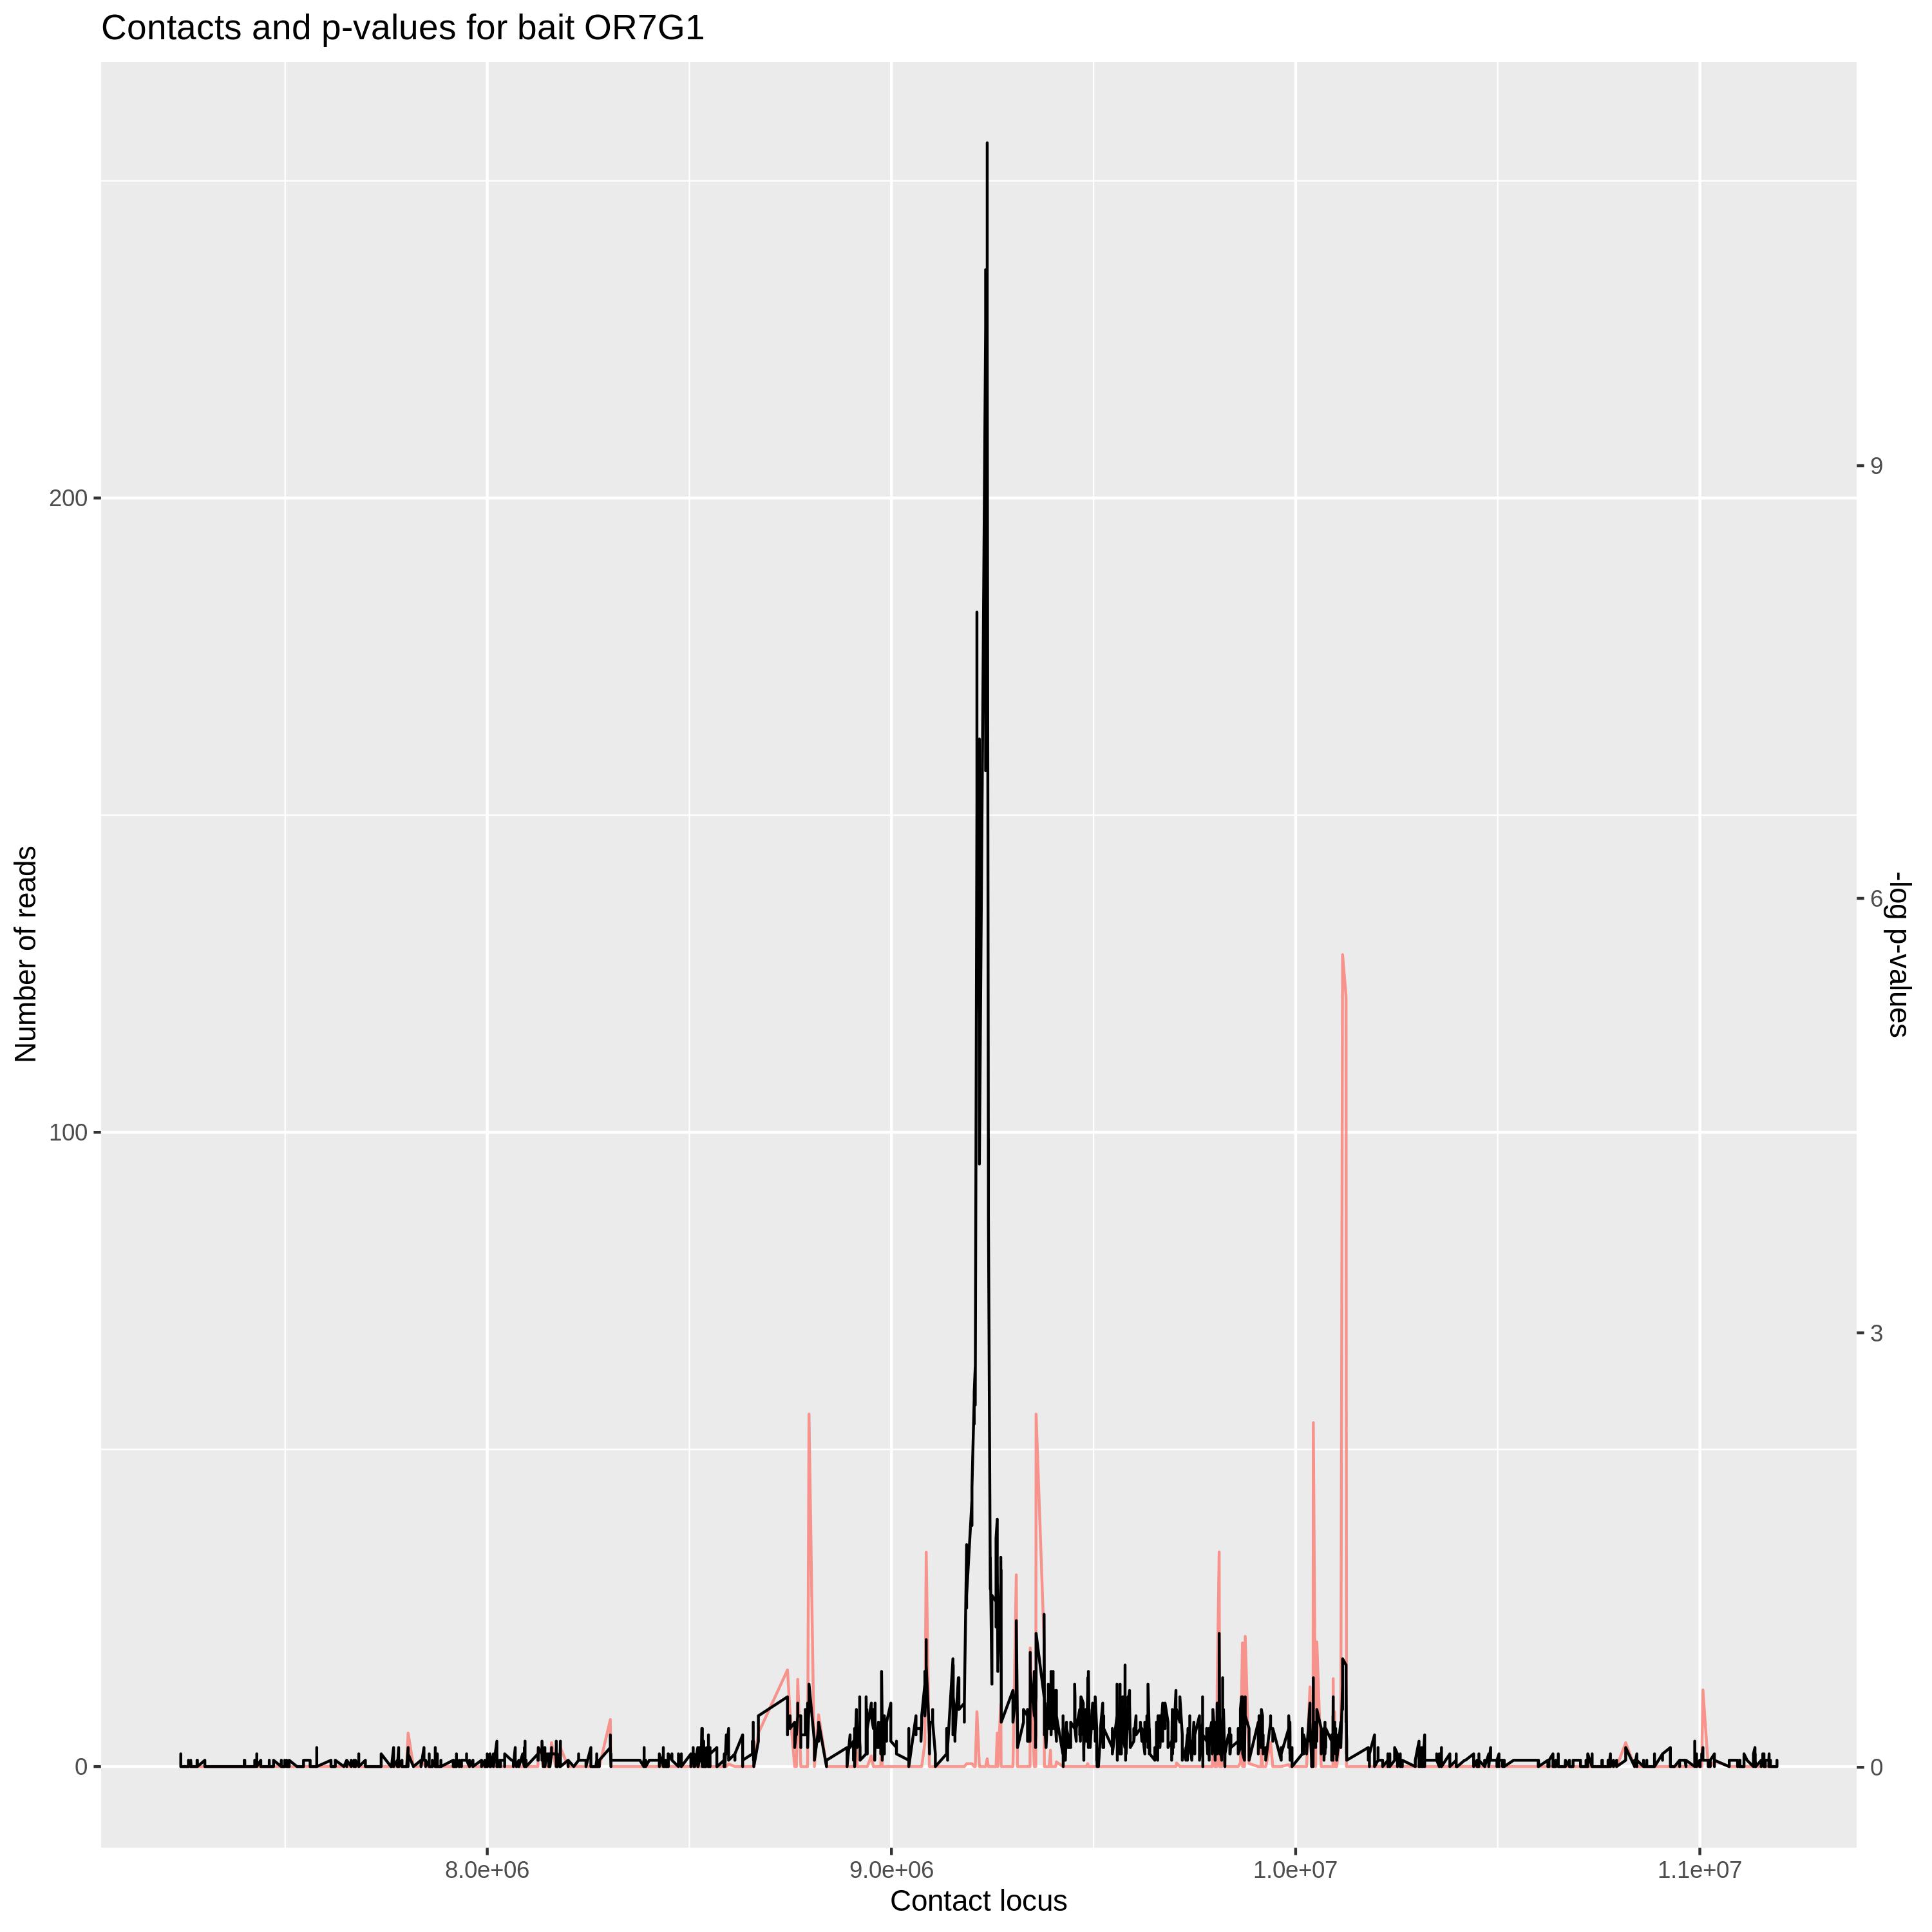 Contacts and p-values for bait OR7G1
Number of reads
200
100
0
9
6
3
0
-log p-values
8.0e+06
9.0e+06
1.0e+07
1.1e+07
Contact locus